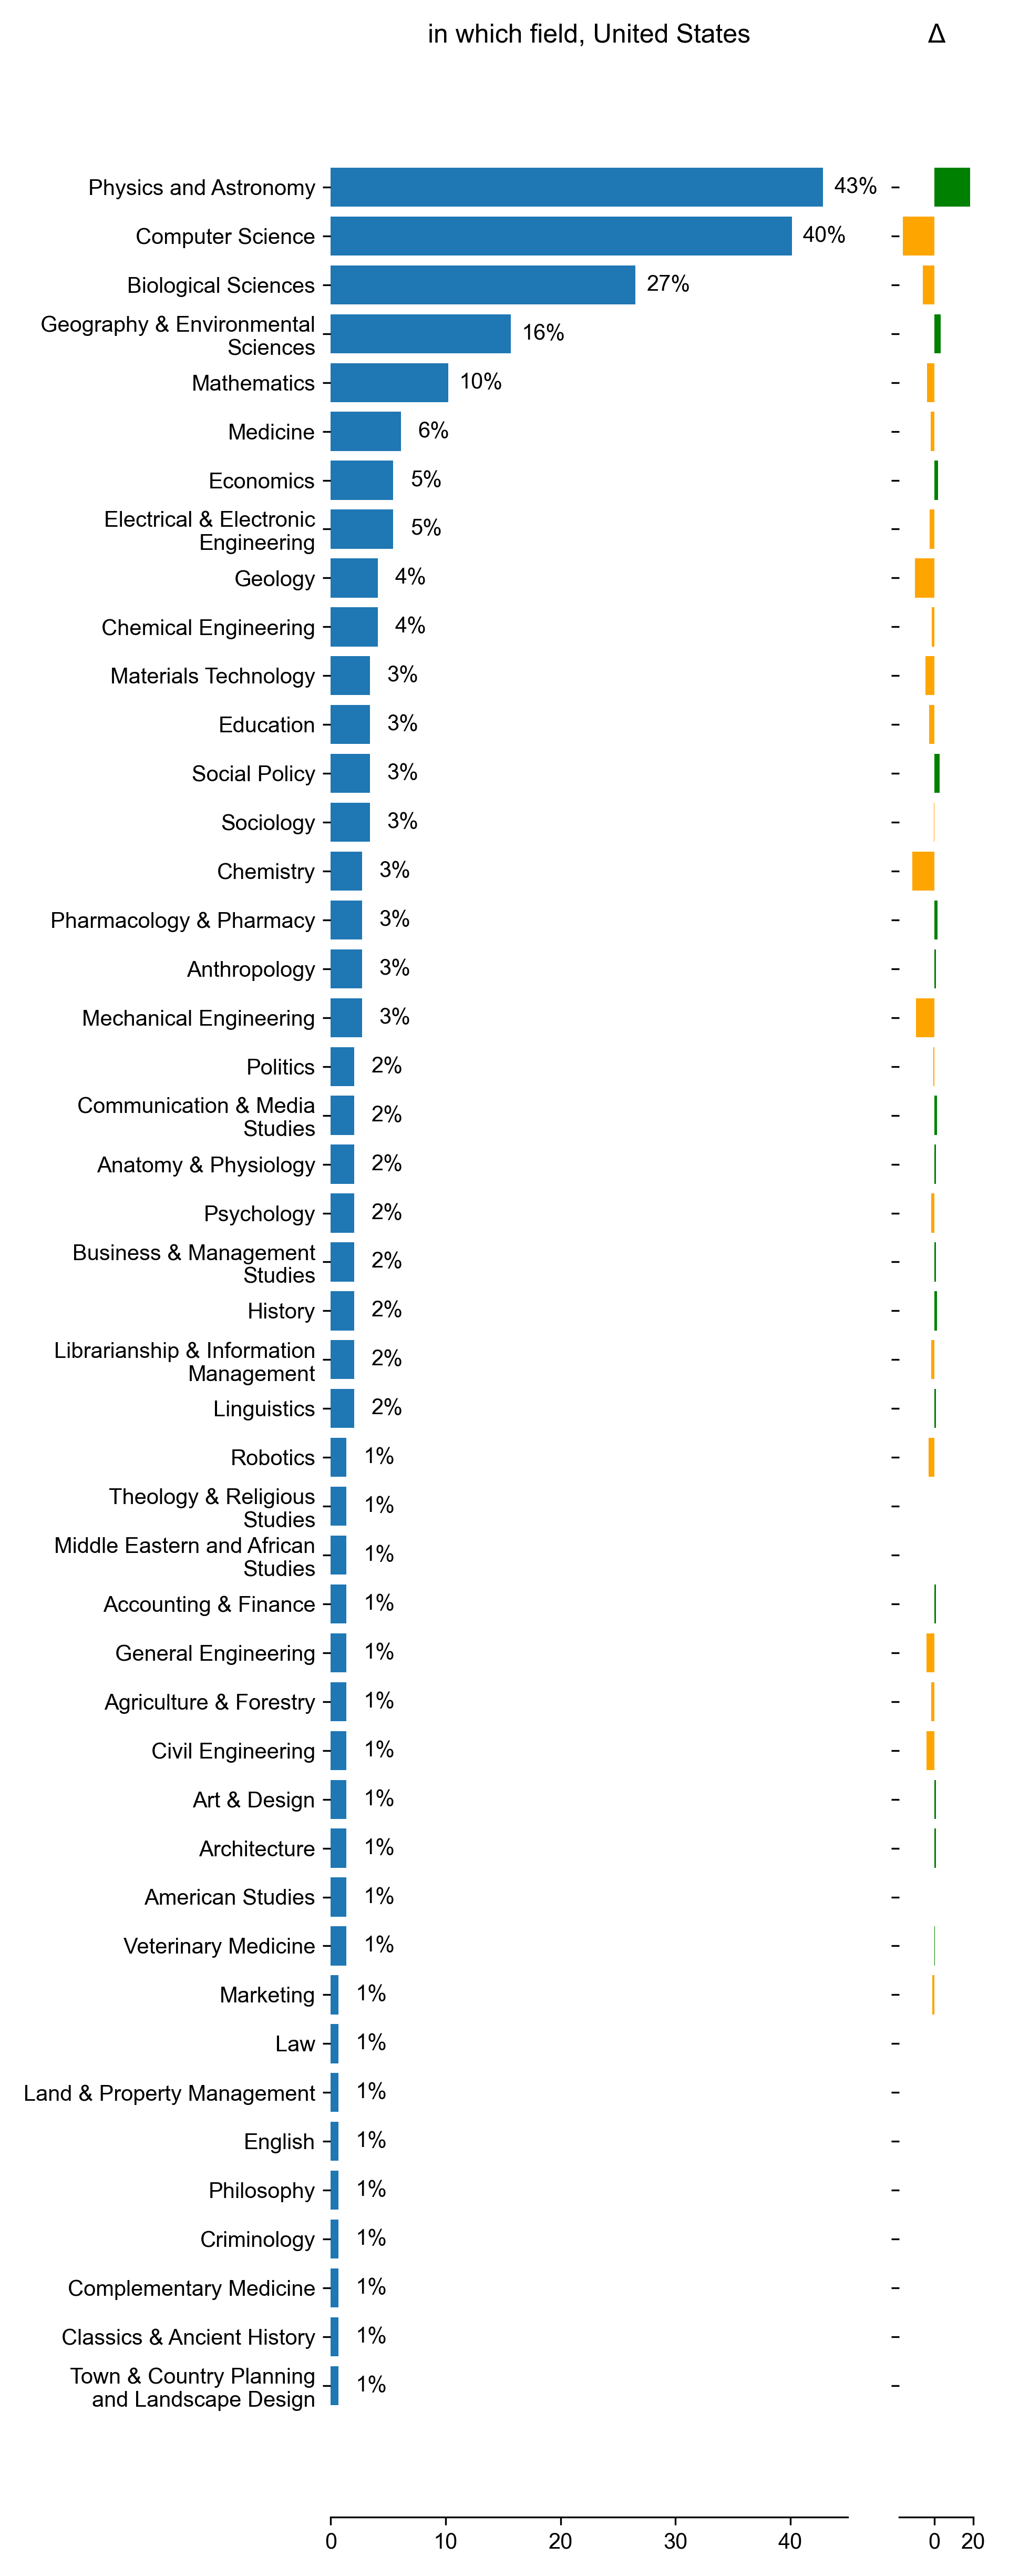 in which field, United States Δ
Physics and Astronomy 43%
Computer Science 40%
Biological Sciences 27%
Geography & Environmental
Sciences 16%
Mathematics 10%
Medicine 6%
Economics 5%
Electrical & Electronic
Engineering 5%
Geology 4%
Chemical Engineering 4%
Materials Technology 3%
Education 3%
Social Policy 3%
Sociology 3%
Chemistry 3%
Pharmacology & Pharmacy 3%
Anthropology 3%
Mechanical Engineering 3%
Politics 2%
Communication & Media
Studies 2%
Anatomy & Physiology 2%
Psychology 2%
Business & Management
Studies 2%
History 2%
Librarianship & Information
Management 2%
Linguistics 2%
Robotics 1%
Theology & Religious
Studies 1%
Middle Eastern and African
Studies 1%
Accounting & Finance 1%
General Engineering 1%
Agriculture & Forestry 1%
Civil Engineering 1%
Art & Design 1%
Architecture 1%
American Studies 1%
Veterinary Medicine 1%
Marketing 1%
Law 1%
Land & Property Management 1%
English 1%
Philosophy 1%
Criminology 1%
Complementary Medicine 1%
Classics & Ancient History 1%
Town & Country Planning
and Landscape Design 1%
0 10 20 30 40 0 20